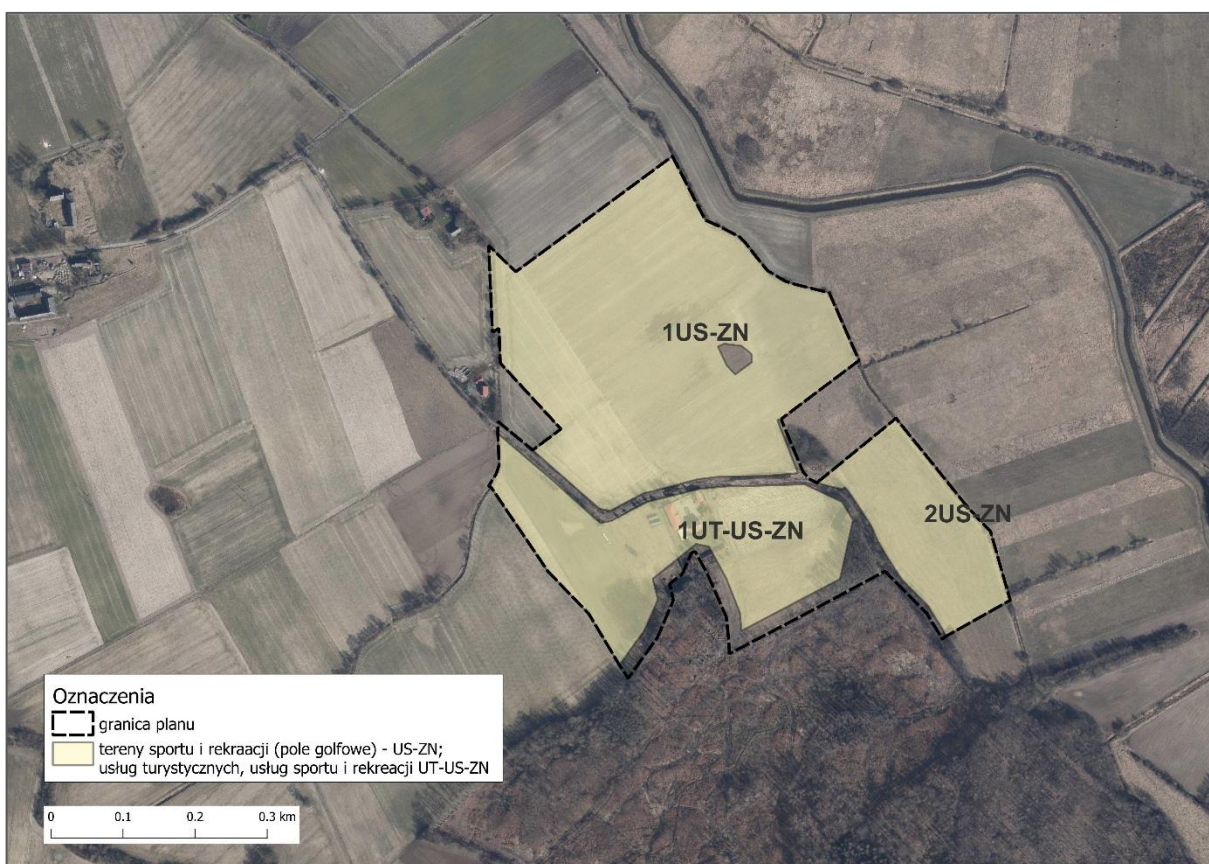 1US-ZN
2US-ZN
1UT-US-ZN
Oznaczenia
granica planu
tereny sportu i rekraacji (pole golfowe) - US-ZN;
usług turystycznych, usług sportu i rekreacji UT-US-ZN
0 0.1 0.2 0.3 km